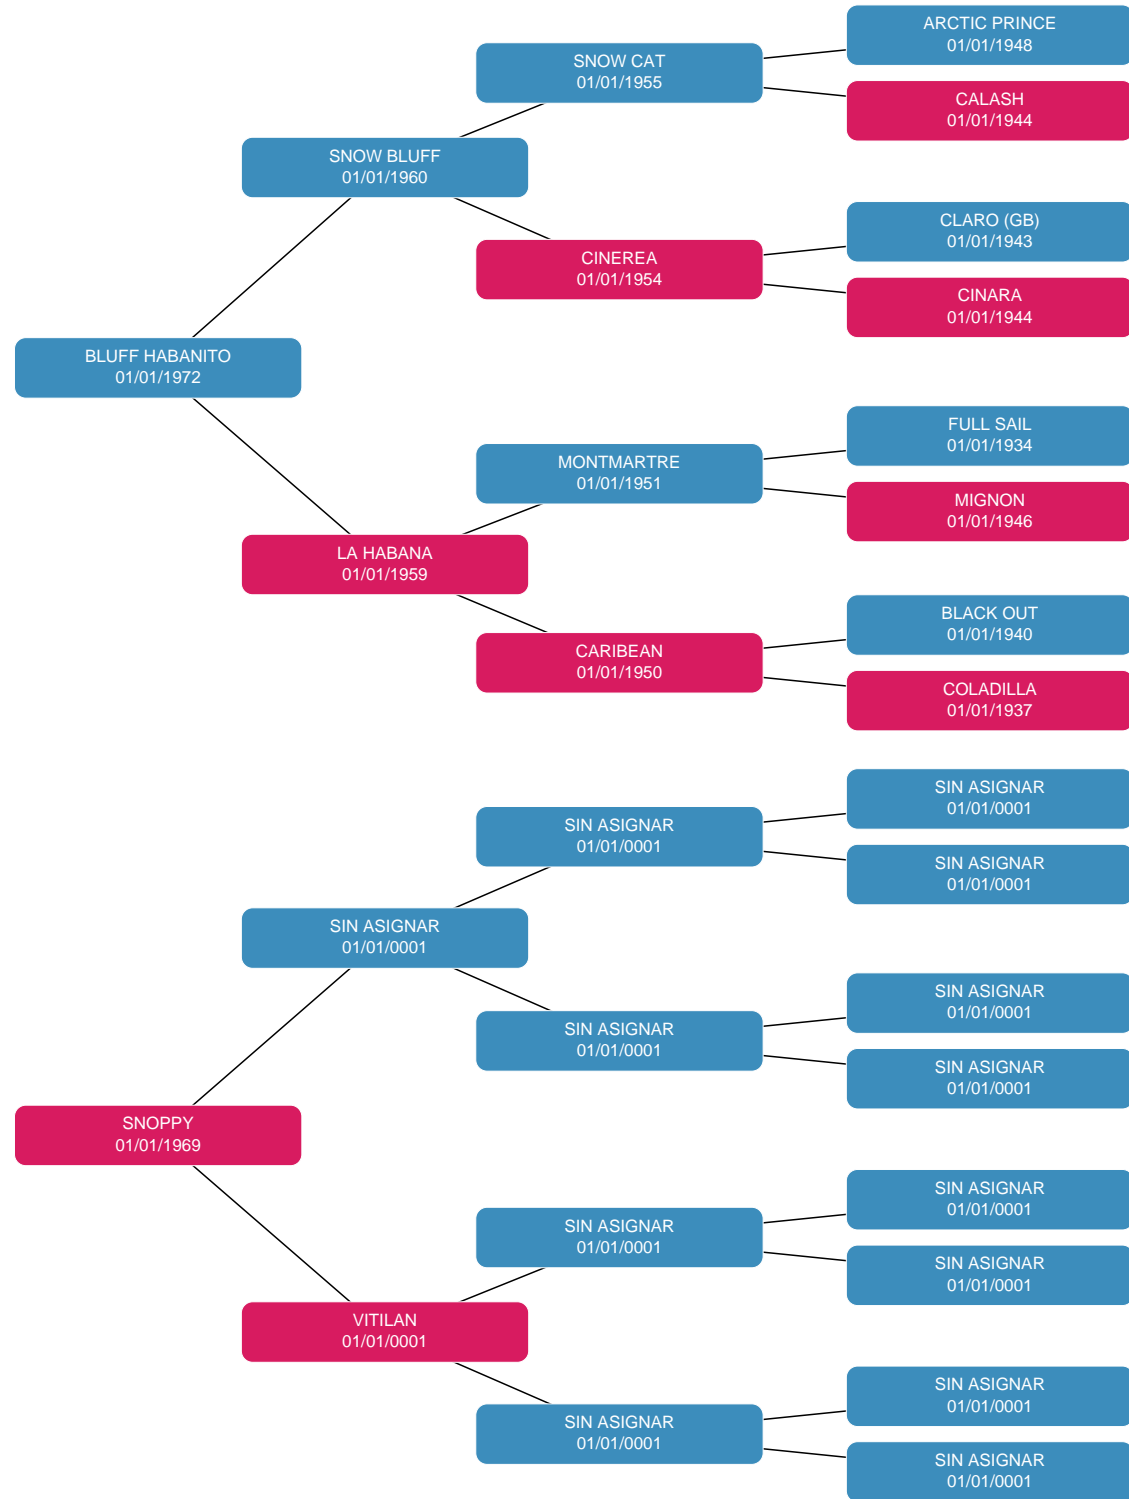 ARCTIC PRINCE
01/01/1948
SNOW CAT
01/01/1955
CALASH
01/01/1944
SNOW BLUFF
01/01/1960
CLARO (GB)
01/01/1943
CINEREA
01/01/1954
CINARA
01/01/1944
BLUFF HABANITO
01/01/1972
FULL SAIL
01/01/1934
MONTMARTRE
01/01/1951
MIGNON
01/01/1946
LA HABANA
01/01/1959
BLACK OUT
01/01/1940
CARIBEAN
01/01/1950
COLADILLA
01/01/1937
SIN ASIGNAR
01/01/0001
SIN ASIGNAR
01/01/0001
SIN ASIGNAR
01/01/0001
SIN ASIGNAR
01/01/0001
SIN ASIGNAR
01/01/0001
SIN ASIGNAR
01/01/0001
SIN ASIGNAR
01/01/0001
SNOPPY
01/01/1969
SIN ASIGNAR
01/01/0001
SIN ASIGNAR
01/01/0001
SIN ASIGNAR
01/01/0001
VITILAN
01/01/0001
SIN ASIGNAR
01/01/0001
SIN ASIGNAR
01/01/0001
SIN ASIGNAR
01/01/0001